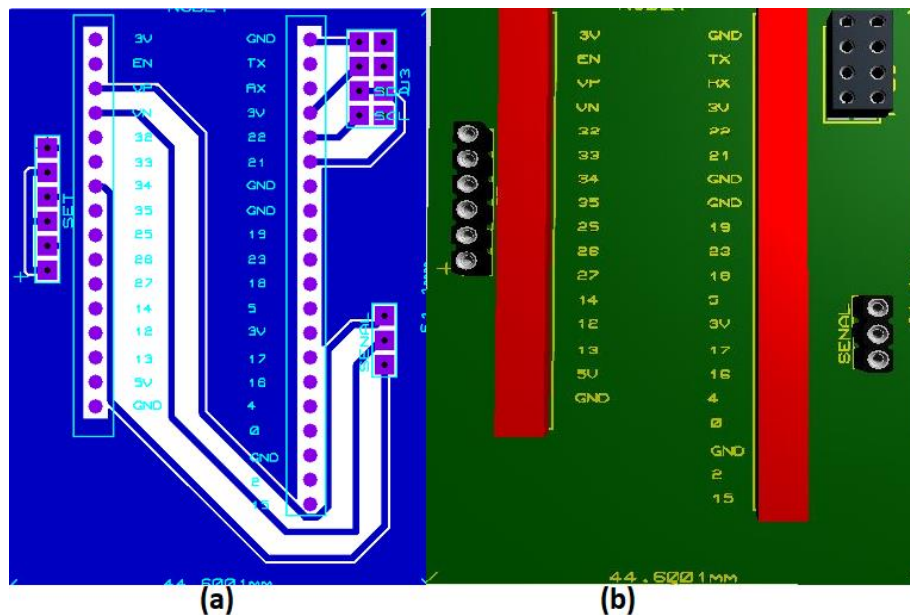 3V GND
EN TX
VP RX
VN 3V
32 22
33 21
34 GND
35 GND
25 19
26 23
27 18
14 5
12 3V
13 17
5V 16
GND 4
0
GND
2
15
SDA
SCL
SET
+
SENAL
44.6001mm
(a)
3V GND
EN TX
VP RX
VN 3V
32 22
33 21
34 GND
35 GND
25 19
26 23
27 18
14 5
12 3V
13 17
5V 16
GND 4
0
GND
2
15
+
SENAL
44.6001mm
(b)